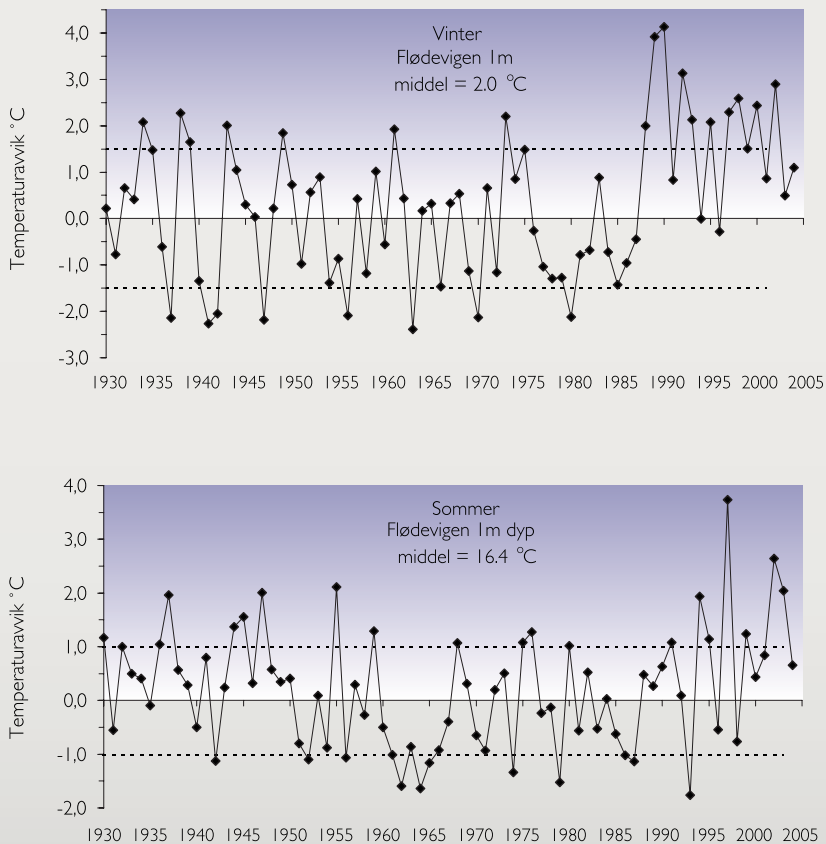 4,0
3,0
2,0
1,0
0,0
-1,0
-2,0
-3,0
Temperaturavvik °C
Vinter
Flødevigen 1m
middel = 2.0 °C
1930 1935 1940 1945 1950 1955 1960 1965 1970 1975 1980 1985 1990 1995 2000 2005
4,0
3,0
2,0
1,0
0,0
-1,0
-2,0
Temperaturavvik °C
Sommer
Flødevigen 1m dyp
middel = 16.4 °C
1930 1935 1940 1945 1950 1955 1960 1965 1970 1975 1980 1985 1990 1995 2000 2005